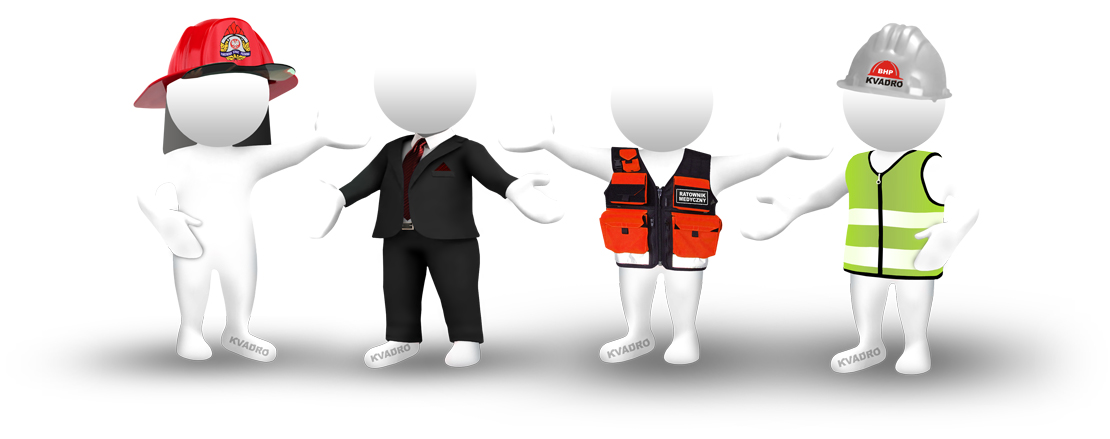 RATOWNIK
MEDYCZNY
BHP
KVADRO
KVADRO
KVADRO
KVADRO
KVADRO